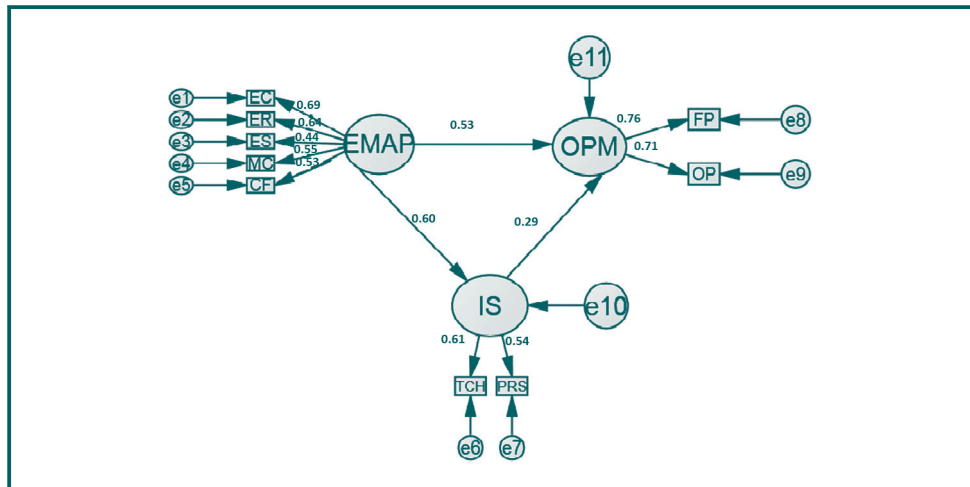 e11
e1 EC 0.69
e2 ER 0.64
e3 ES 0.44
e4 MC 0.55
e5 CF 0.53
EMAP
0.53
OPM
0.76 FP e8
0.71 OP e9
0.60
0.29
IS
e10
0.61 0.54
TCH PRS
e6 e7